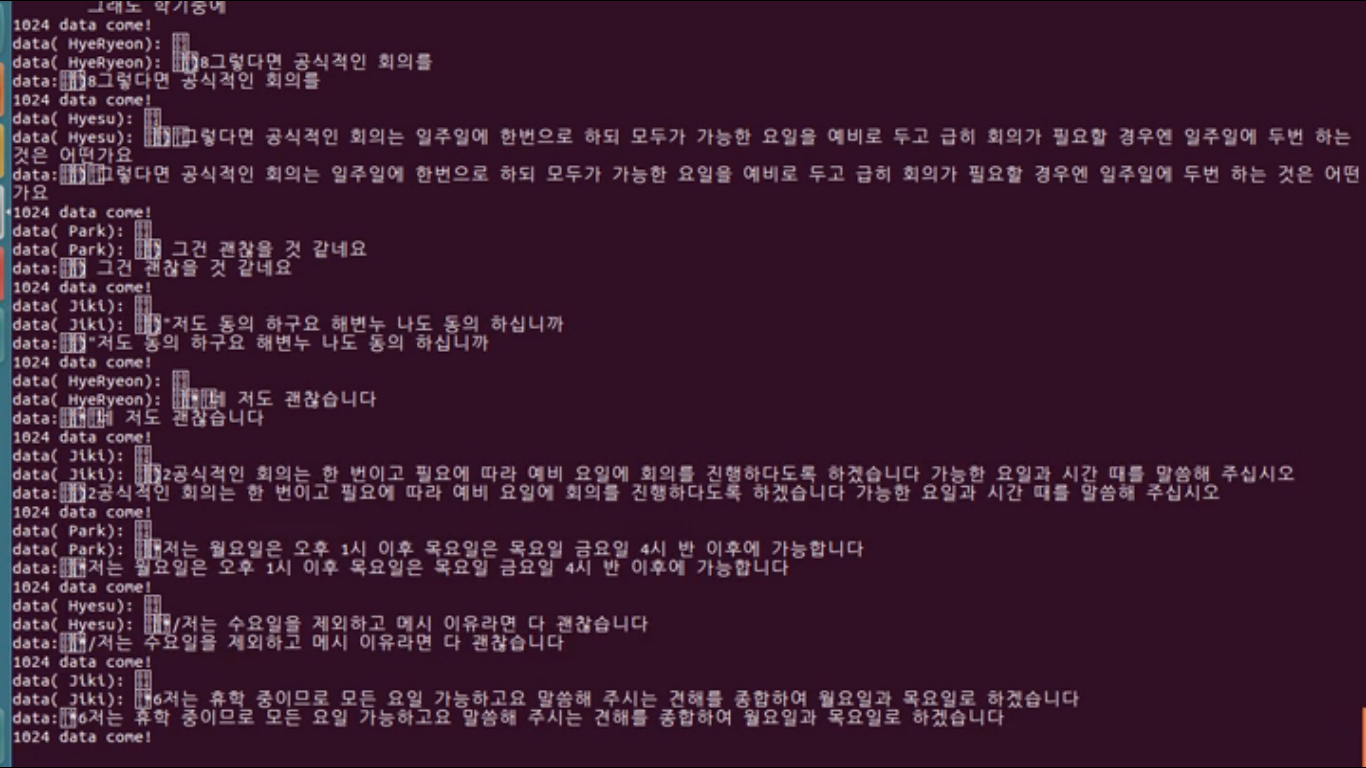 그래도 학기중에
1024 data come!
data( HyeRyeon):
data( HyeRyeon): 8그렇다면 공식적인 회의를
data: 8그렇다면 공식적인 회의를
1024 data come!
data( Hyesu):
data( Hyesu): 그렇다면 공식적인 회의는 일주일에 한번으로 하되 모두가 가능한 요일을 예비로 두고 급히 회의가 필요할 경우엔 일주일에 두번 하는
것은 어떤가요
data: 그렇다면 공식적인 회의는 일주일에 한번으로 하되 모두가 가능한 요일을 예비로 두고 급히 회의가 필요할 경우엔 일주일에 두번 하는 것은 어떤
가요
1024 data come!
data( Park):
data( Park): 그건 괜찮을 것 같네요
data: 그건 괜찮을 것 같네요
1024 data come!
data( Jiki):
data( Jiki): "저도 동의 하구요 해변누 나도 동의 하십니까
data: "저도 동의 하구요 해변누 나도 동의 하십니까
1024 data come!
data( HyeRyeon):
data( HyeRyeon): 네 저도 괜찮습니다
data: 네 저도 괜찮습니다
1024 data come!
data( Jiki):
data( Jiki): 2공식적인 회의는 한 번이고 필요에 따라 예비 요일에 회의를 진행하다도록 하겠습니다 가능한 요일과 시간 때를 말씀해 주십시오
data: 2공식적인 회의는 한 번이고 필요에 따라 예비 요일에 회의를 진행하다도록 하겠습니다 가능한 요일과 시간 때를 말씀해 주십시오
1024 data come!
data( Park):
data( Park): 저는 월요일은 오후 1시 이후 목요일은 목요일 금요일 4시 반 이후에 가능합니다
data: 저는 월요일은 오후 1시 이후 목요일은 목요일 금요일 4시 반 이후에 가능합니다
1024 data come!
data( Hyesu):
data( Hyesu): /저는 수요일을 제외하고 메시 이유라면 다 괜찮습니다
data: /저는 수요일을 제외하고 메시 이유라면 다 괜찮습니다
1024 data come!
data( Jiki):
data( Jiki): 6저는 휴학 중이므로 모든 요일 가능하고요 말씀해 주시는 견해를 종합하여 월요일과 목요일로 하겠습니다
data: 6저는 휴학 중이므로 모든 요일 가능하고요 말씀해 주시는 견해를 종합하여 월요일과 목요일로 하겠습니다
1024 data come!